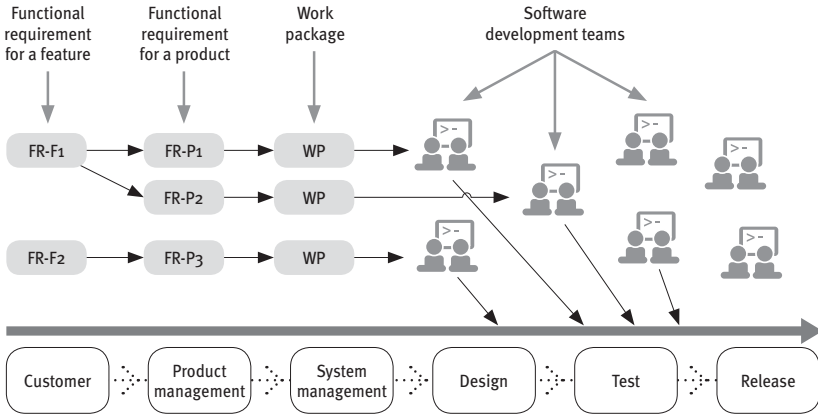 Functional
requirement
for a feature
Functional
requirement
for a product
Work
package
Software
development teams
FR-F1
FR-P1
WP
>-
>-
>-
FR-P2
WP
>-
FR-F2
FR-P3
WP
>-
>-
>-
Customer
Product
management
System
management
Design
Test
Release